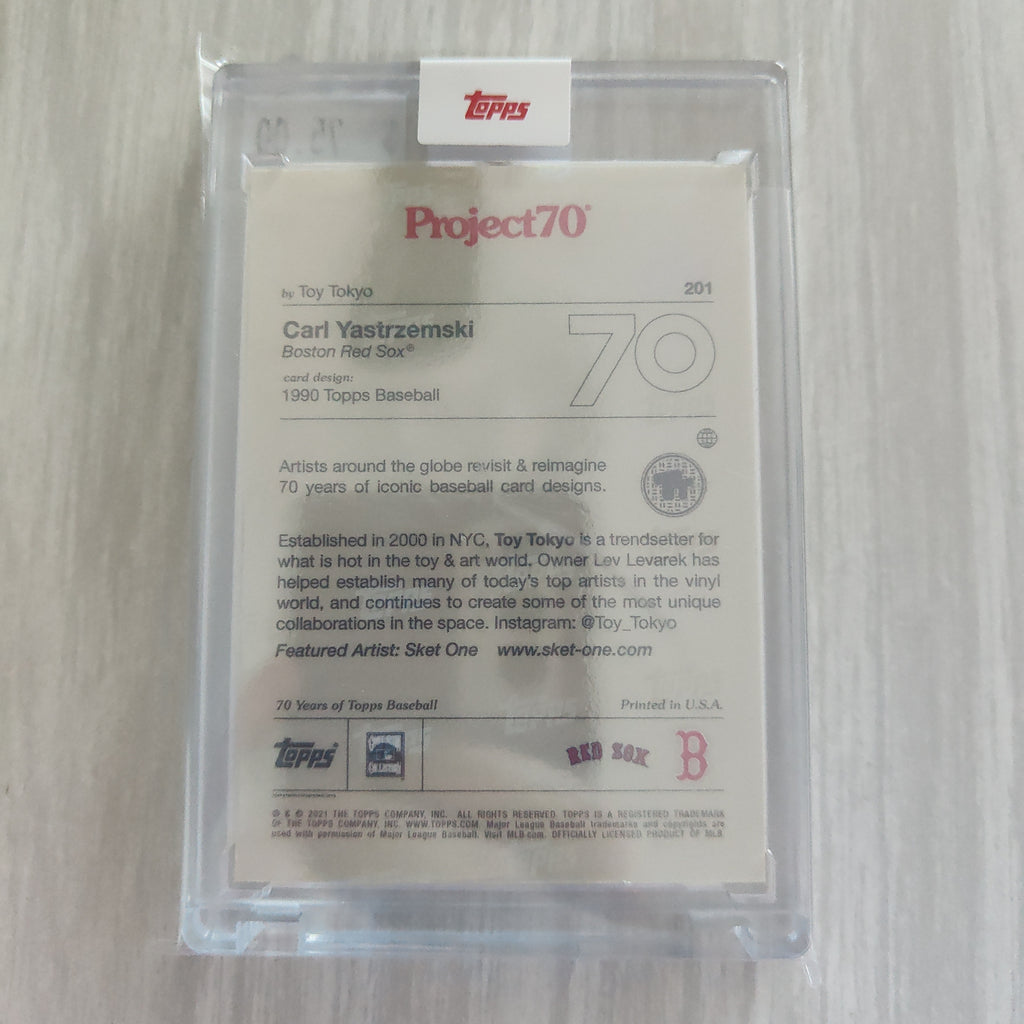 topps
Project70®
by Toy Tokyo 201
Carl Yastrzemski
Boston Red Sox®
card design:
1990 Topps Baseball
70
Artists around the globe revisit & reimagine
70 years of iconic baseball card designs.
Established in 2000 in NYC, Toy Tokyo is a trendsetter for
what is hot in the toy & art world. Owner Lev Levarek has
helped establish many of today's top artists in the vinyl
world, and continues to create some of the most unique
collaborations in the space. Instagram: @Toy_Tokyo
Featured Artist: Sket One www.sket-one.com
70 Years of Topps Baseball Printed in U.S.A.
topps RED SOX B
® & © 2021 THE TOPPS COMPANY, INC. ALL RIGHTS RESERVED. TOPPS IS A REGISTERED TRADEMARK
OF THE TOPPS COMPANY, INC. WWW.TOPPS.COM. Major League Baseball trademarks and copyrights are
used with permission of Major League Baseball. Visit MLB.com. OFFICIALLY LICENSED PRODUCT OF MLB